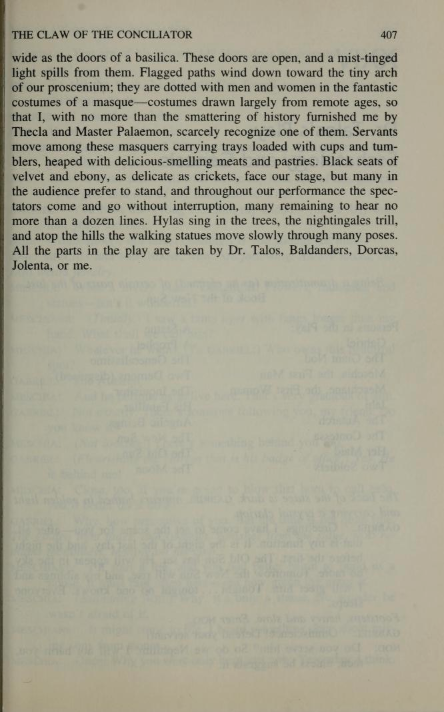 THE CLAW OF THE CONCILIATOR 407
wide as the doors of a basilica. These doors are open, and a mist-tinged
light spills from them. Flagged paths wind down toward the tiny arch
of our proscenium; they are dotted with men and women in the fantastic
costumes of a masque—costumes drawn largely from remote ages, so
that I, with no more than the smattering of history furnished me by
Thecla and Master Palaemon, scarcely recognize one of them. Servants
move among these masquers carrying trays loaded with cups and tum-
blers, heaped with delicious-smelling meats and pastries. Black seats of
velvet and ebony, as delicate as crickets, face our stage, but many in
the audience prefer to stand, and throughout our performance the spec-
tators come and go without interruption, many remaining to hear no
more than a dozen lines. Hylas sing in the trees, the nightingales trill,
and atop the hills the walking statues move slowly through many poses.
All the parts in the play are taken by Dr. Talos, Baldanders, Dorcas,
Jolenta, or me.